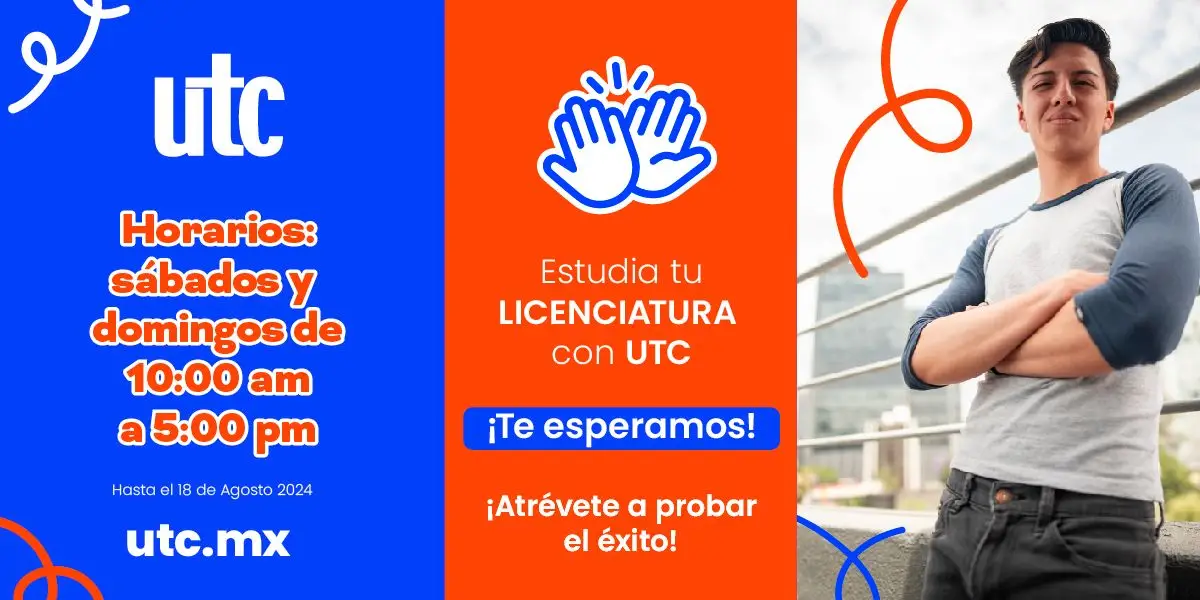 utc
Horarios:
sábados y
domingos de
10:00 am
a 5:00 pm
Hasta el 18 de Agosto 2024
utc.mx
Estudia tu
LICENCIATURA
con UTC
¡Te esperamos!
¡Atrévete a probar
el éxito!